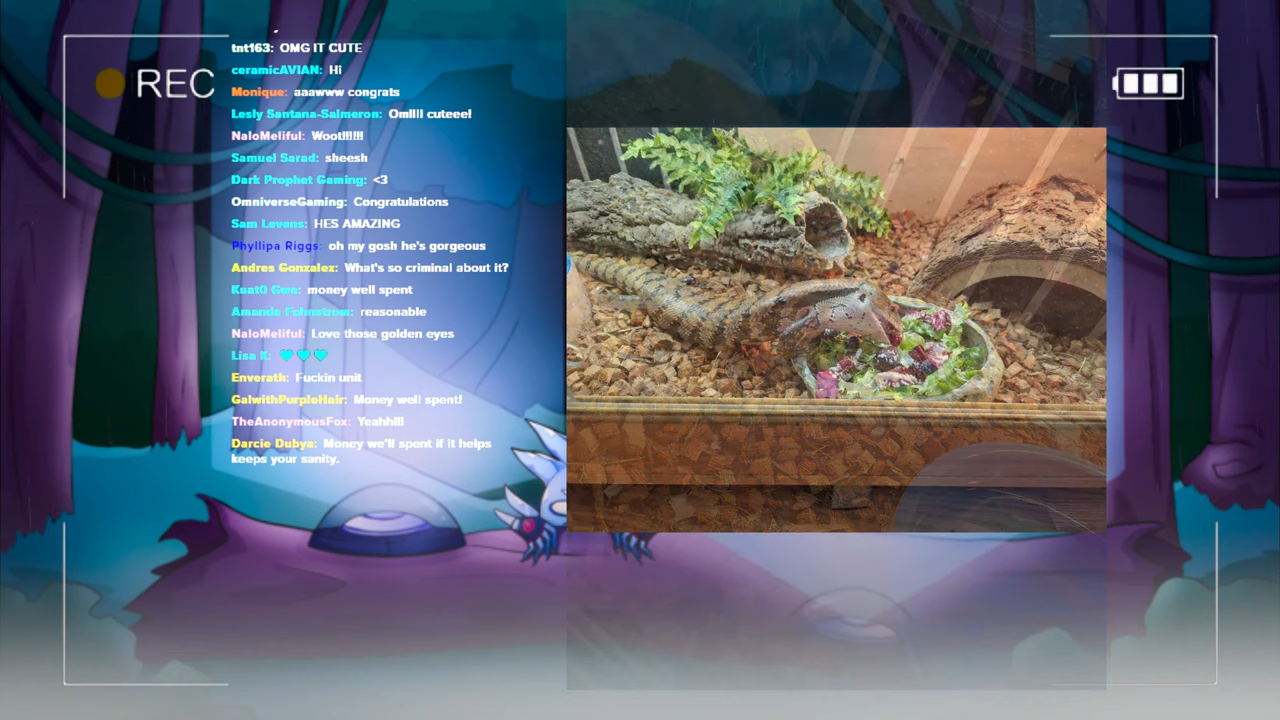 tnt163: OMG IT CUTE
REC
ceramicAVIAN: Hi
Monique: aaawww congrats
Lesly Santana-Salmeron: Omllll cuteee!
NaloMeliful: Woot!!!!!!!
Samuel Sarad: sheesh
Dark Prophet Gaming: <3
OmniverseGaming: Congratulations
Sam Levans: HES AMAZING
Phyllipa Riggs: oh my gosh he's gorgeous
Andres Gonzalez: What's so criminal about it?
money well spent
Amanda reasonable
NaloMeliful: Love those golden eyes
Lisa K:
Enverath: Fuckin unit
GalwithPurpleHair: Money well spent!
TheAnonymousFox: Yeahh!!!
Darcie Dubya: Money we'll spent if it helps
keeps your sanity.